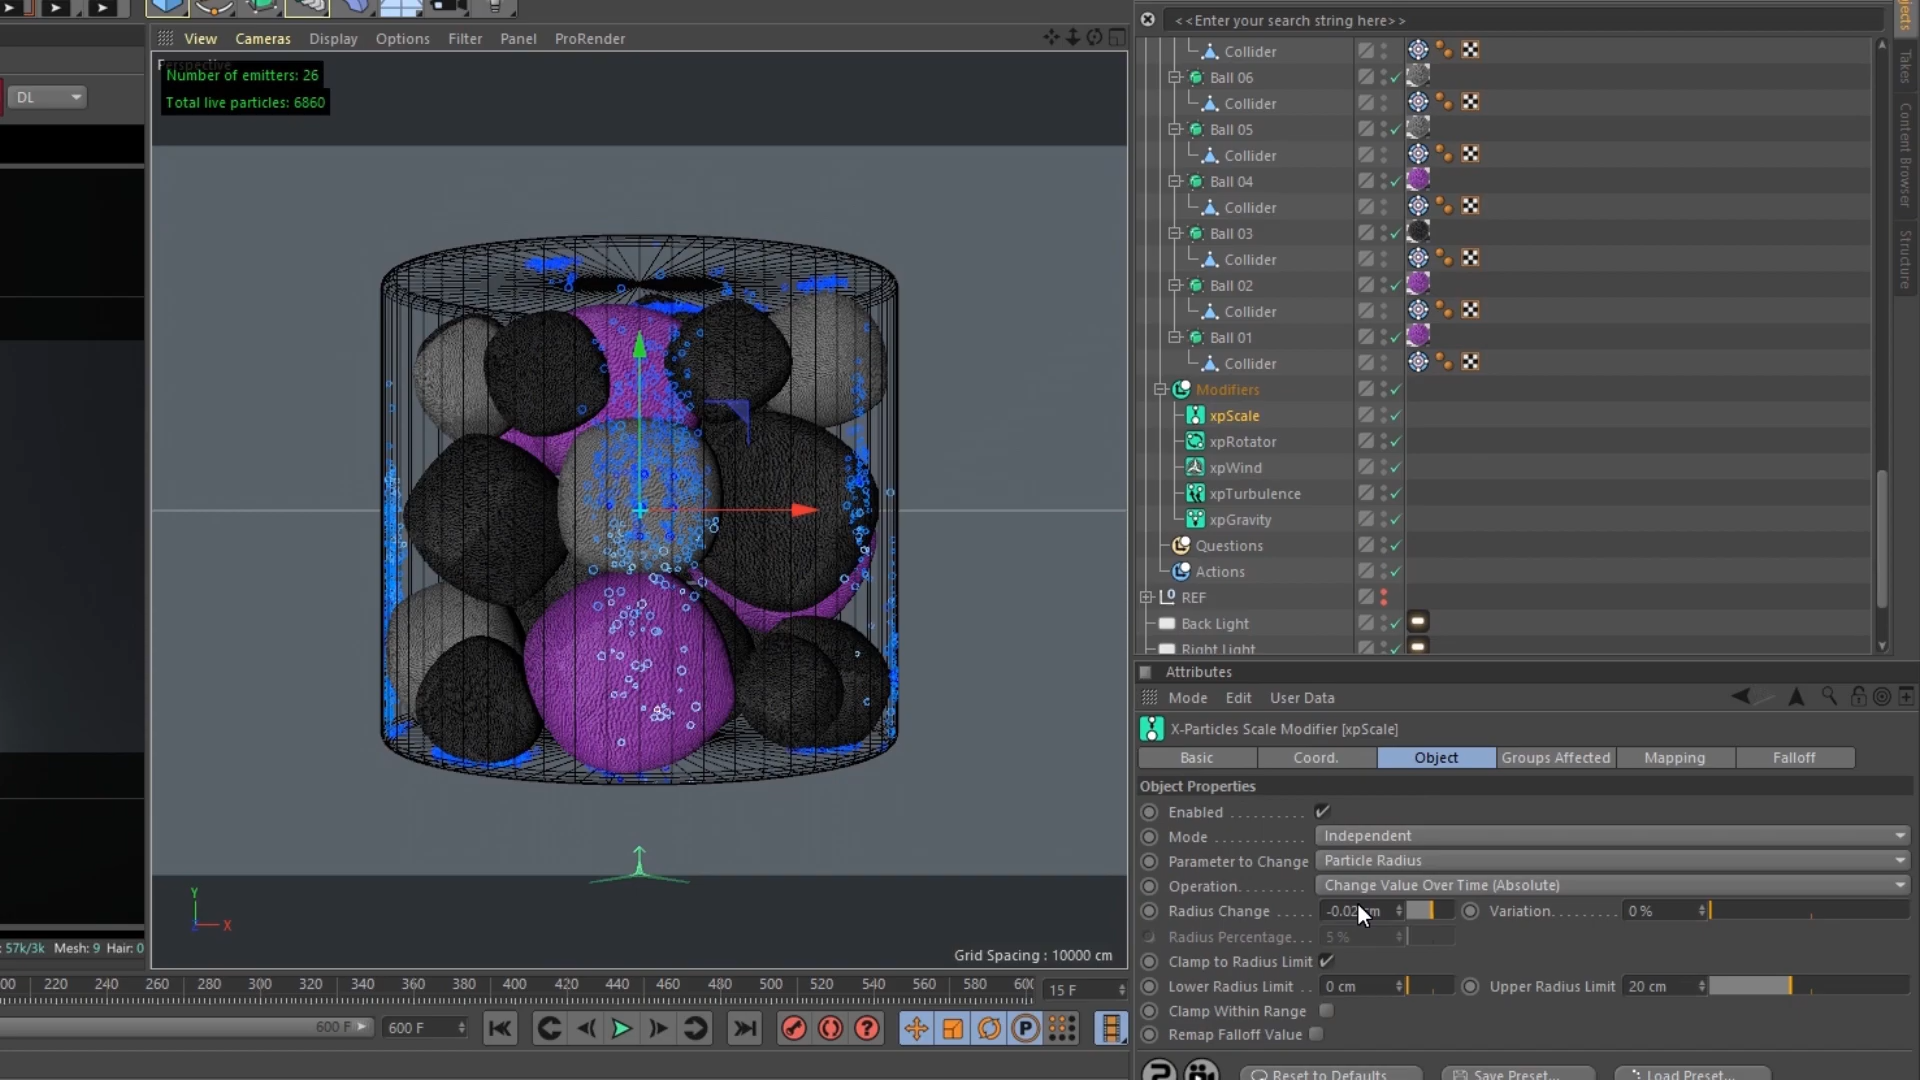 <<Enter your search string here>>
View Cameras Display Options Filter Panel ProRender
Number of emitters: 26
Total live particles: 6860
DL
Collider
Ball 06
Collider
Ball 05
Collider
Ball 04
Collider
Ball 03
Collider
Ball 02
Collider
Ball 01
Collider
Modifiers
xpScale
xpRotator
xpWind
xpTurbulence
xpGravity
Questions
Actions
REF
Back Light
Right Light
Takes
Content Browser
Structure
Attributes
Mode Edit User Data
X-Particles Scale Modifier [xpScale]
Basic Coord. Object Groups Affected Mapping Falloff
Object Properties
Enabled
Mode Independent
Parameter to Change Particle Radius
Operation Change Value Over Time (Absolute)
Radius Change Variation 0 %
Radius Percentage 5 %
Clamp to Radius Limit
Lower Radius Limit 0 cm Upper Radius Limit 20 cm
Clamp Within Range
Remap Falloff Value
Reset to Defaults Save Preset... Load Preset...
Y
X
57k/3k Mesh: 9 Hair: 0
Grid Spacing : 10000 cm
220 240 260 280 300 320 340 360 380 400 420 440 460 480 500 520 540 560 580
15 F
600 F 600 F
P